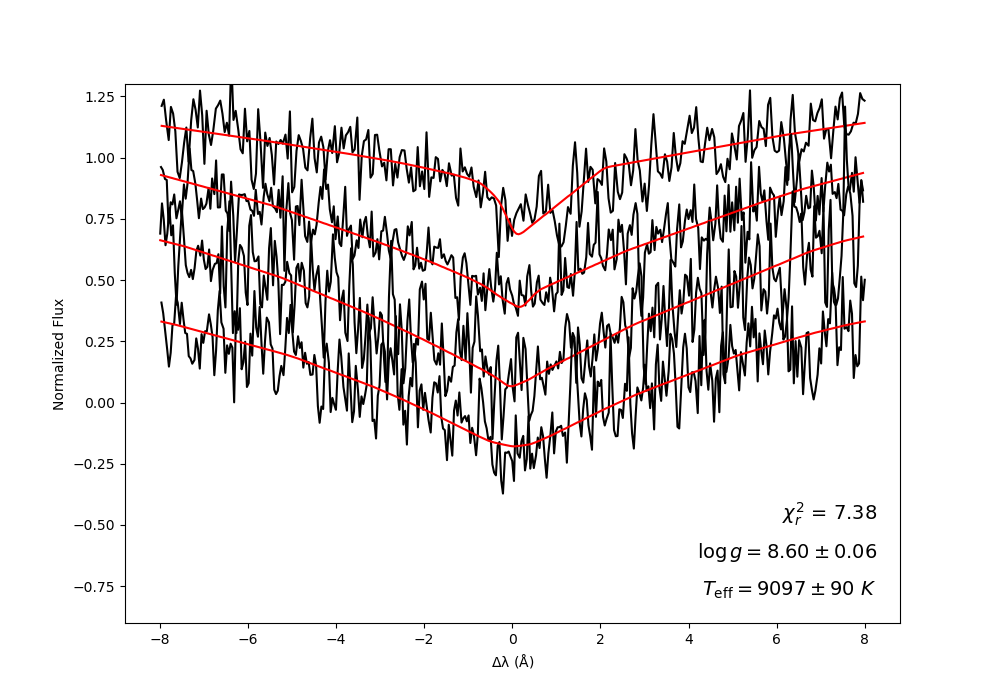 Normalized Flux
1.25
1.00
0.75
0.50
0.25
0.00
−0.25
−0.50
−0.75
χ²ᵣ = 7.38
log g = 8.60 ± 0.06
T_eff = 9097 ± 90 K
−8 −6 −4 −2 0 2 4 6 8
Δλ (Å)